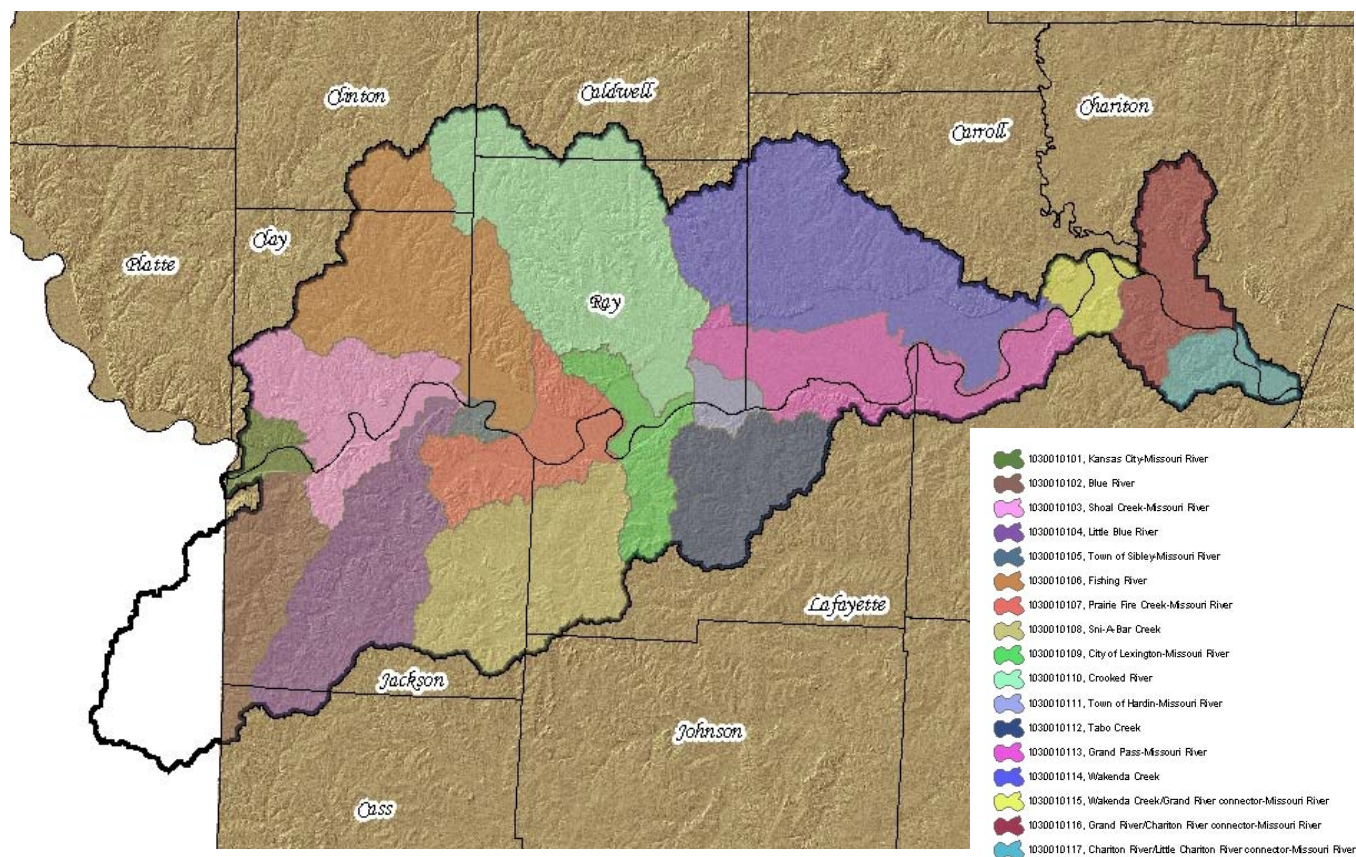 Clinton
Caldwell
Chariton
Carroll
Clay
Platte
Ray
Lafayette
Jackson
Johnson
Cass
1030010101, Kansas City-Missouri River
1030010102, Blue River
1030010103, Shoal Creek-Missouri River
1030010104, Little Blue River
1030010105, Town of Sibley-Missouri River
1030010106, Fishing River
1030010107, Prairie Fire Creek-Missouri River
1030010108, Sni-A-Bar Creek
1030010109, City of Lexington-Missouri River
1030010110, Crooked River
1030010111, Town of Hardin-Missouri River
1030010112, Tabo Creek
1030010113, Grand Pass-Missouri River
1030010114, Wakenda Creek
1030010115, Wakenda Creek/Grand River connector-Missouri River
1030010116, Grand River/Chariton River connector-Missouri River
1030010117, Chariton River/Little Chariton River connector-Missouri River